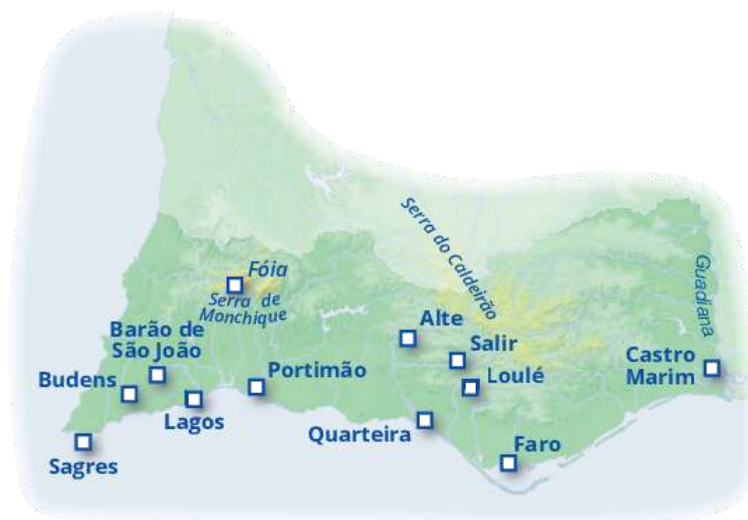 Serra do Caldeirão
Guadiana
Fóia
Serra de
Monchique
Alte
Barão de
São João
Salir
Castro
Marim
Portimão
Loulé
Budens
Lagos
Quarteira
Faro
Sagres